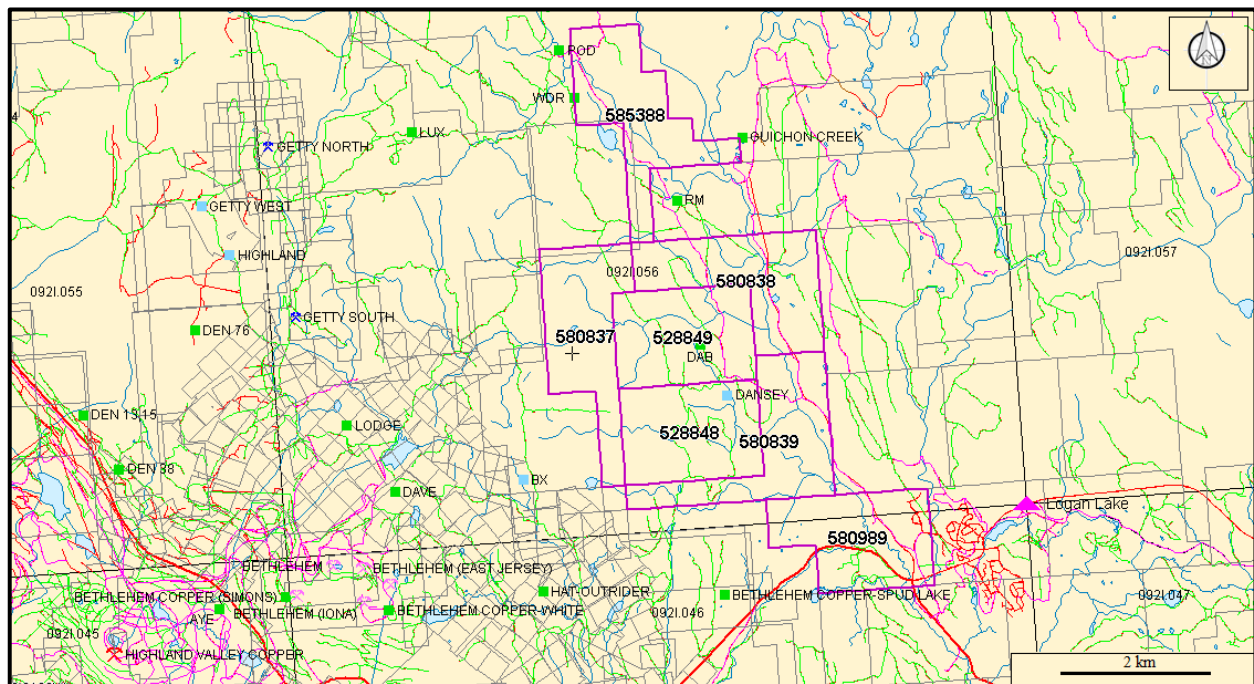 N
POD
WDR
585388
LUX
GUICHON CREEK
GETTY NORTH
RM
GETTY WEST
HIGHLAND
092I.056
092I.057
580838
092I.055
GETTY SOUTH
DEN 76
580837
528849
DAB
DANSEY
DEN 13-15
LODGE
528848
580839
DEN 38
BX
DAVE
Logan Lake
580989
BETHLEHEM
BETHLEHEM (EAST JERSEY)
BETHLEHEM COPPER (SIMONS)
HAT-OUTRIDER
BETHLEHEM COPPER-SPUD LAKE
092I.047
AYE
BETHLEHEM (IONA)
BETHLEHEM COPPER-WHITE
092I.046
092I.045
HIGHLAND VALLEY COPPER
2 km